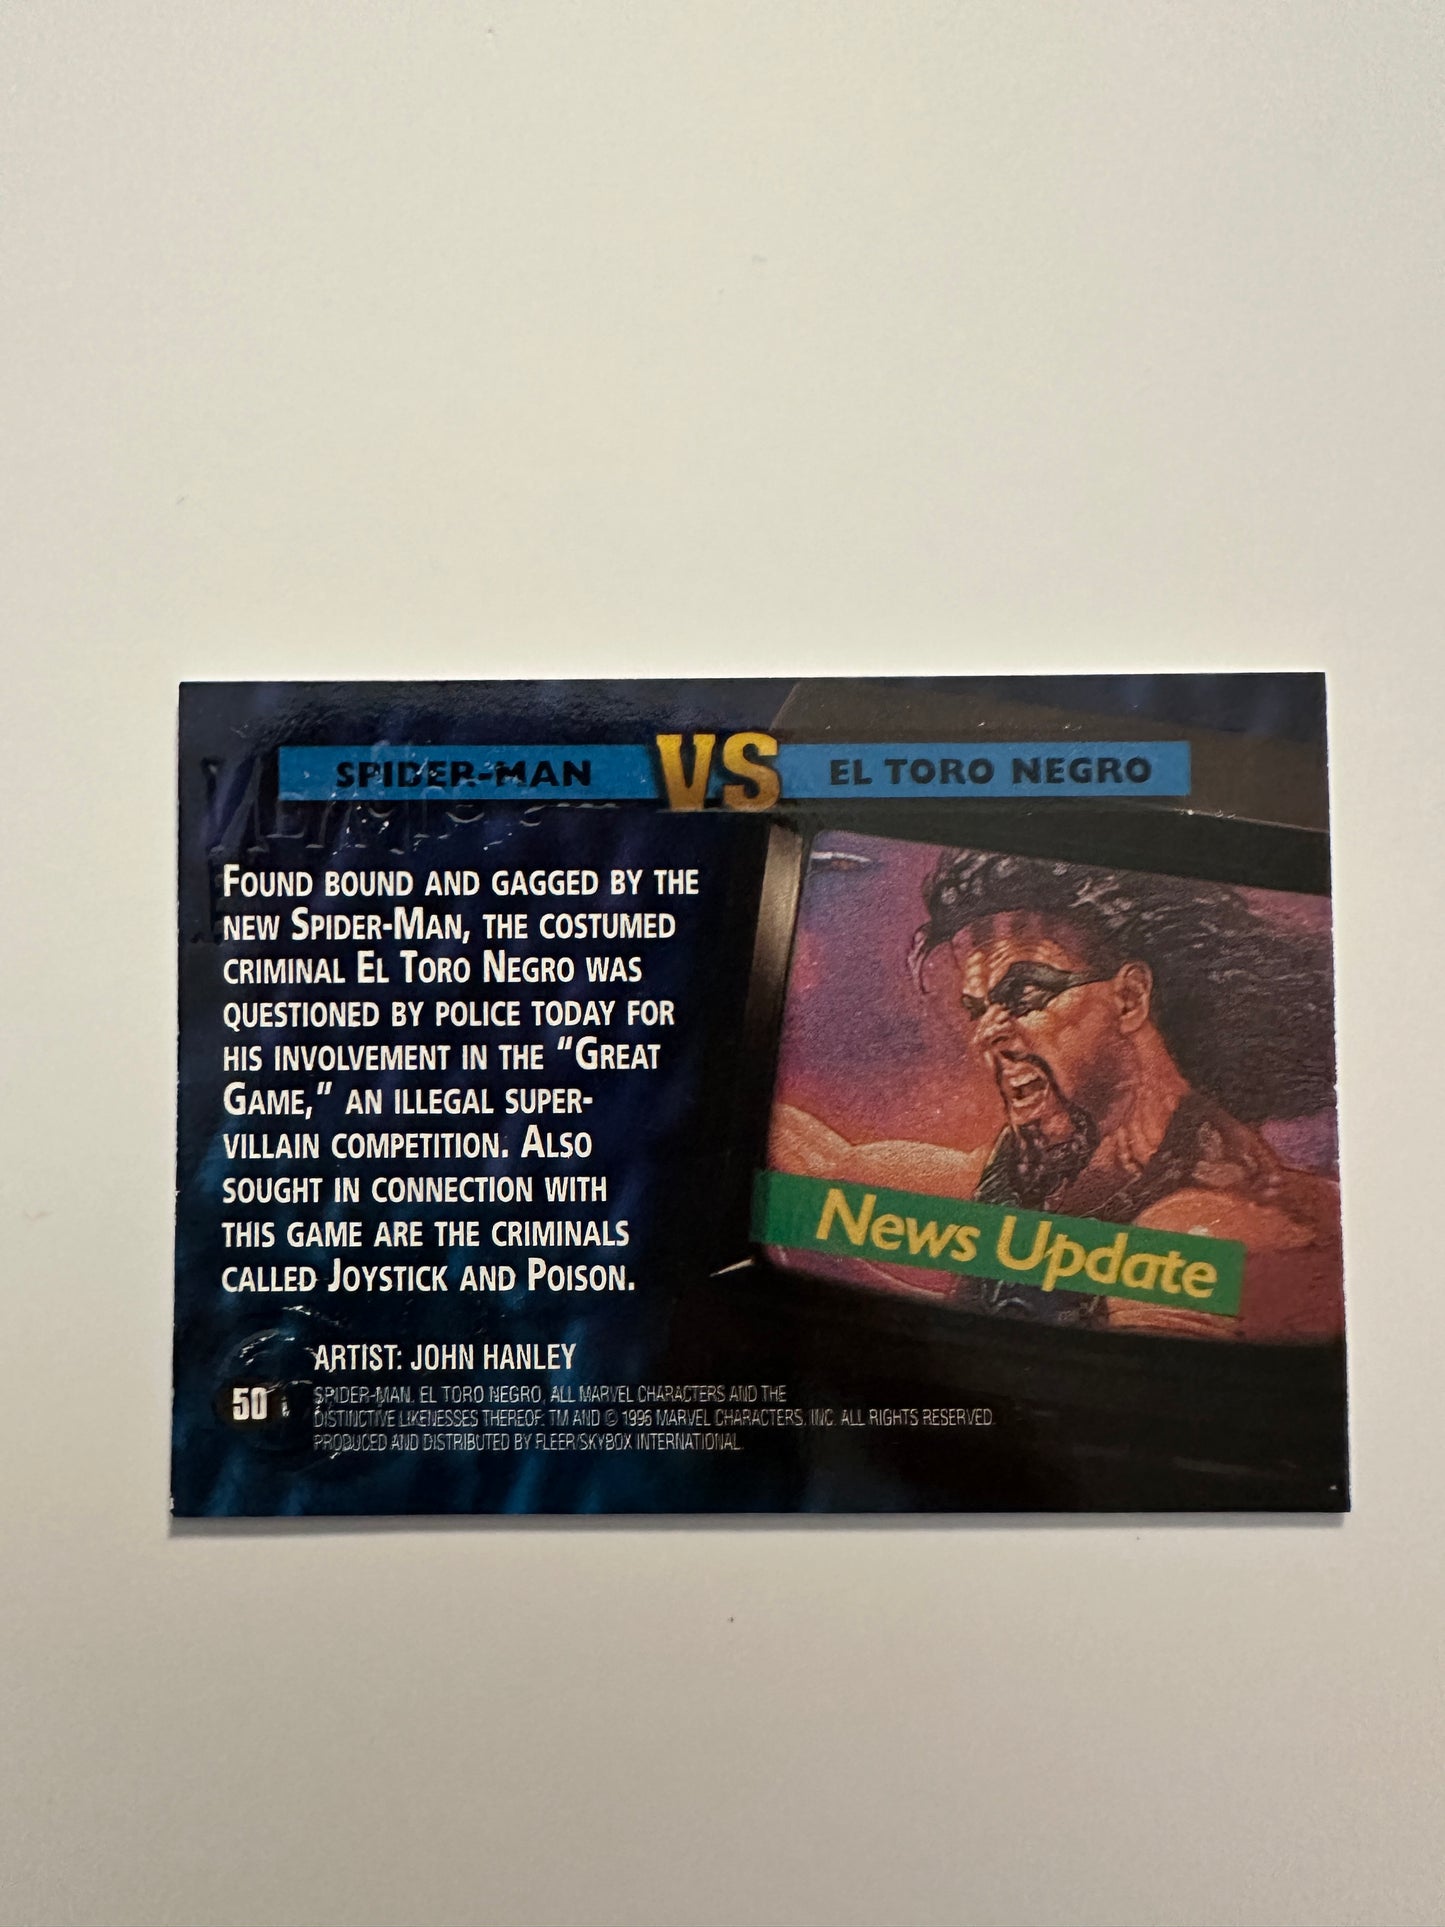 SPIDER-MAN VS EL TORO NEGRO
FOUND BOUND AND GAGGED BY THE
NEW SPIDER-MAN, THE COSTUMED
CRIMINAL EL TORO NEGRO WAS
QUESTIONED BY POLICE TODAY FOR
HIS INVOLVEMENT IN THE "GREAT
GAME," AN ILLEGAL SUPER-
VILLAIN COMPETITION. ALSO
SOUGHT IN CONNECTION WITH
THIS GAME ARE THE CRIMINALS
CALLED JOYSTICK AND POISON.
News Update
ARTIST: JOHN HANLEY
50
SPIDER-MAN, EL TORO NEGRO, ALL MARVEL CHARACTERS AND THE
DISTINCTIVE LIKENESSES THEREOF: TM AND © 1996 MARVEL CHARACTERS, INC. ALL RIGHTS RESERVED.
PRODUCED AND DISTRIBUTED BY FLEER/SKYBOX INTERNATIONAL.